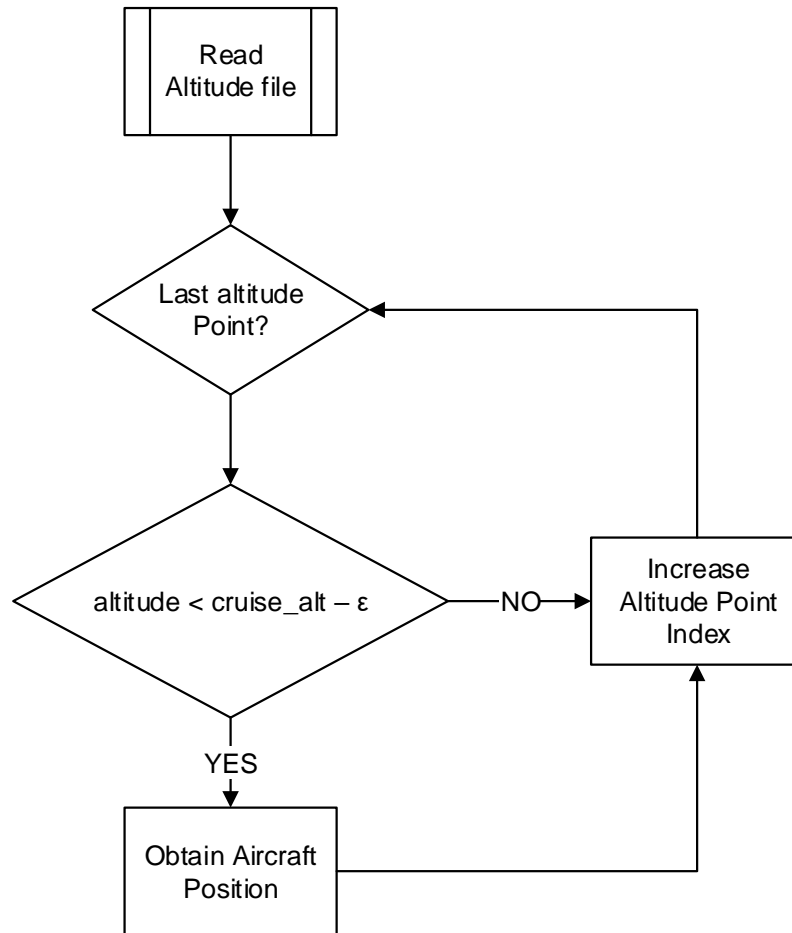 Read
Altitude file
Last altitude
Point?
altitude < cruise_alt – ε
NO
Increase
Altitude Point
Index
YES
Obtain Aircraft
Position